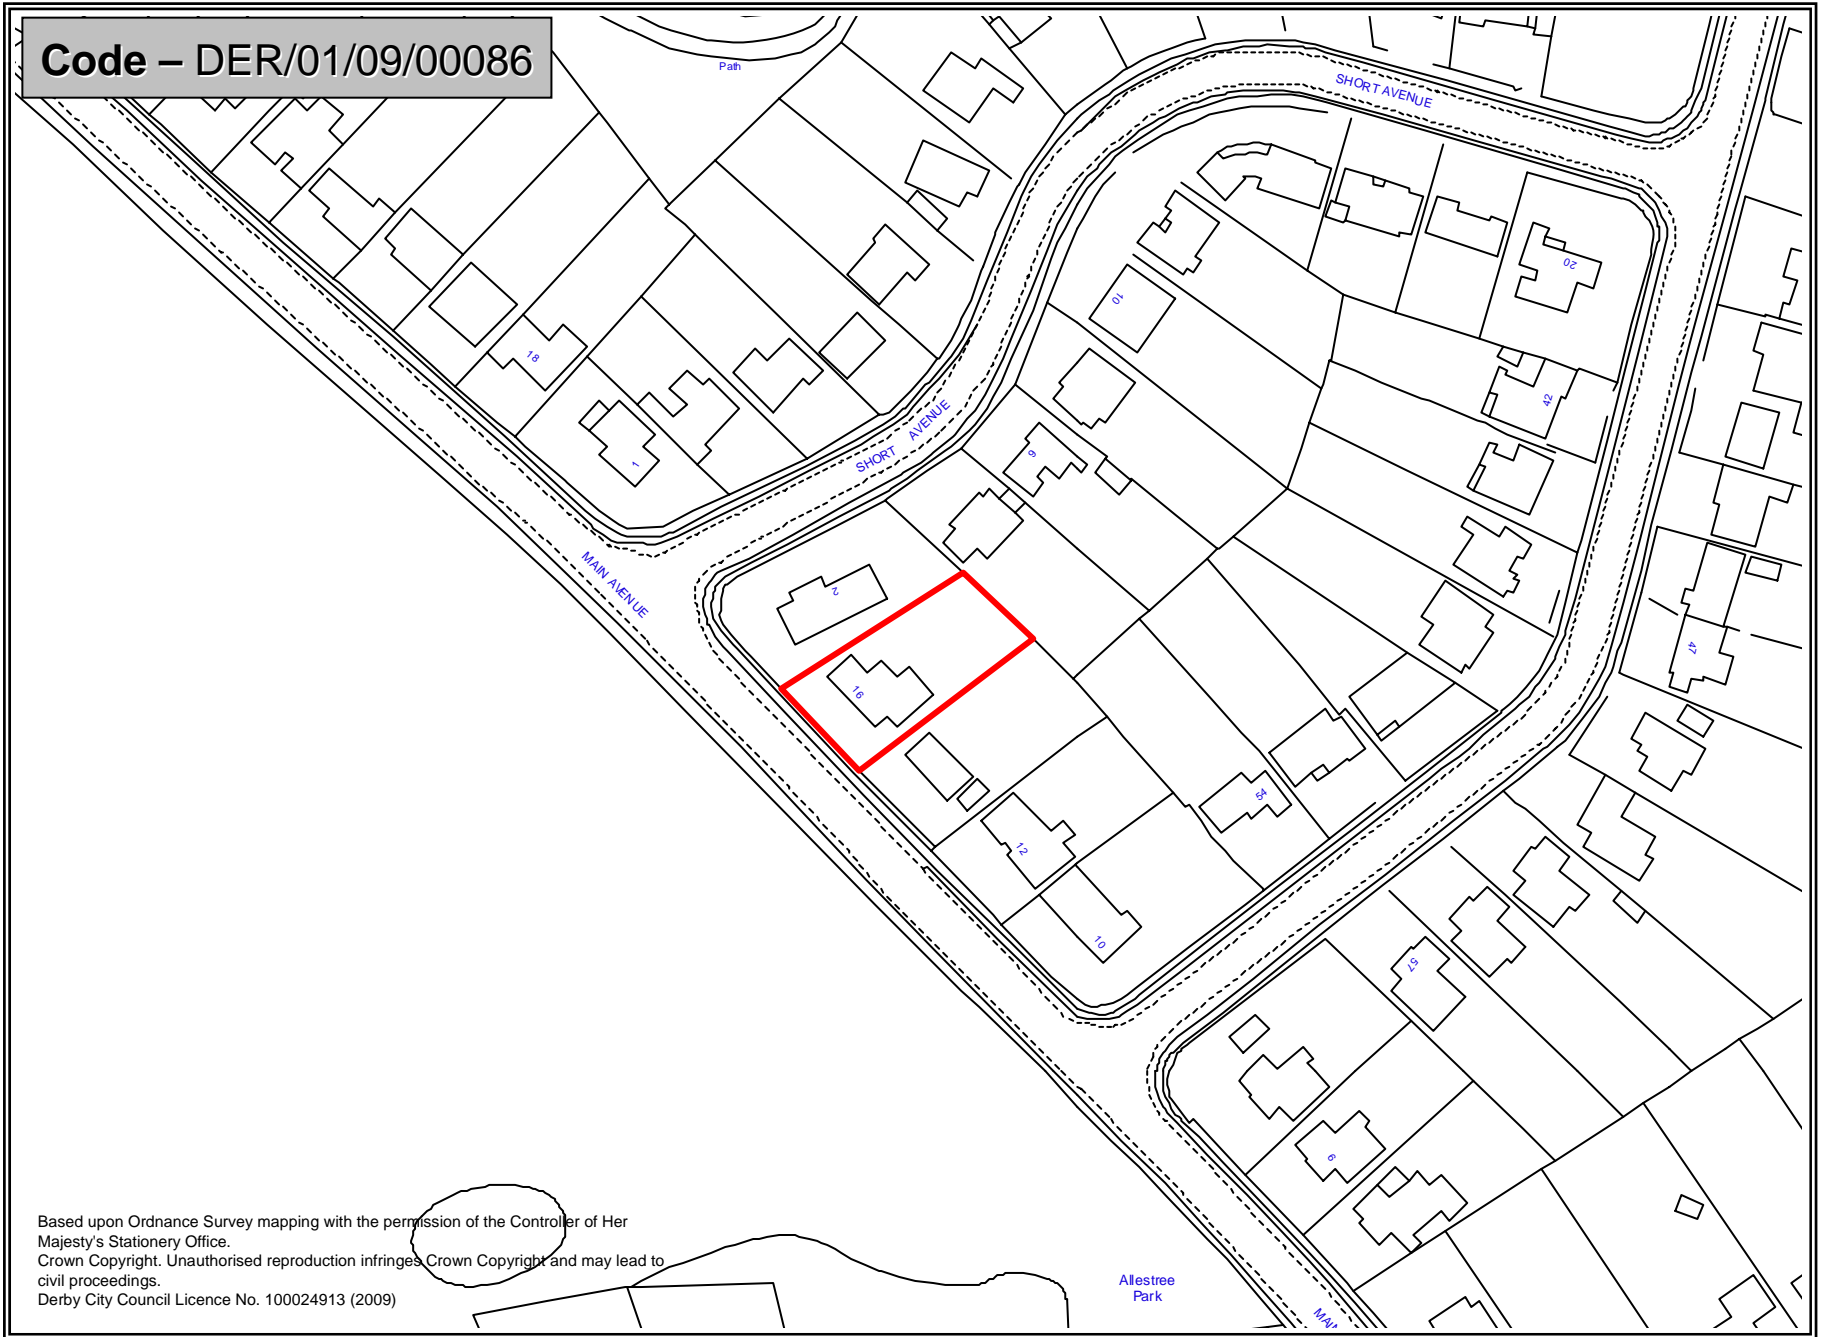 Code – DER/01/09/00086
Path
SHORT AVENUE
20
10
18
42
SHORT AVENUE
1
6
MAIN AVENUE
2
47
16
54
12
10
57
6
Allestree
Park
MAIN
Based upon Ordnance Survey mapping with the permission of the Controller of Her
Majesty's Stationery Office.
Crown Copyright. Unauthorised reproduction infringes Crown Copyright and may lead to
civil proceedings.
Derby City Council Licence No. 100024913 (2009)